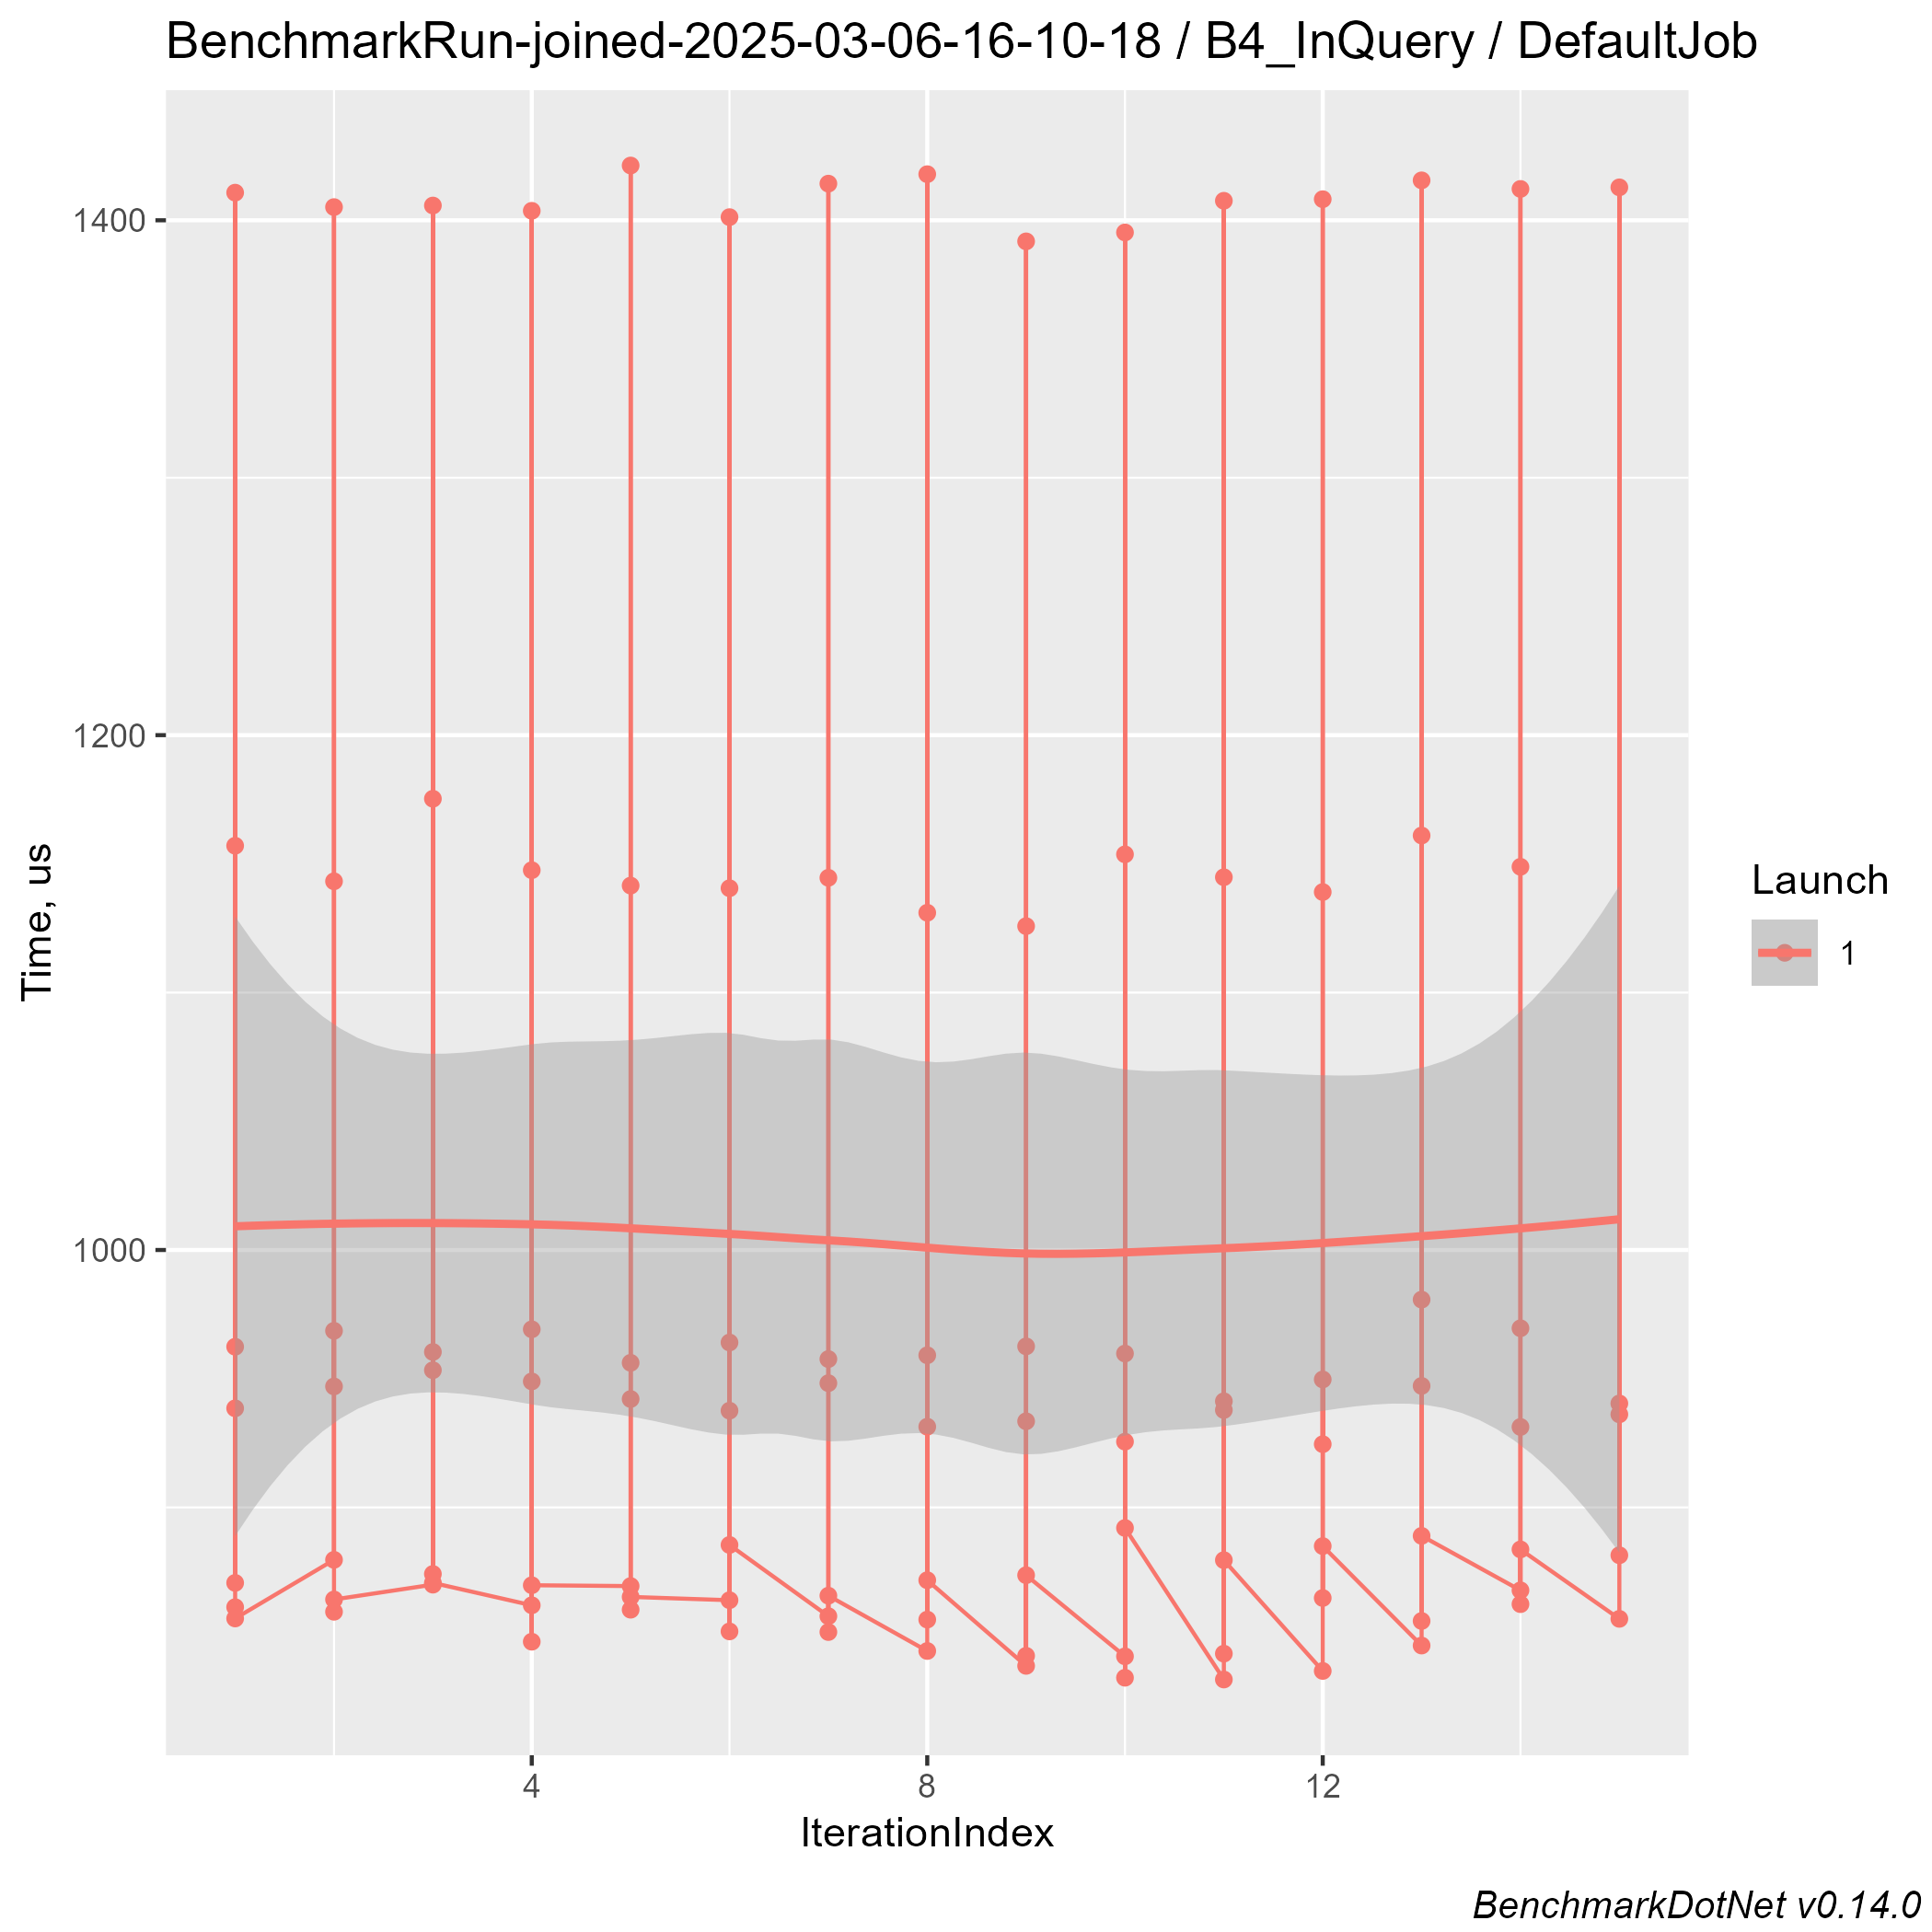 BenchmarkRun-joined-2025-03-06-16-10-18 / B4_InQuery / DefaultJob
1400
1200
1000
Time, us
4
8
12
IterationIndex
Launch
1
BenchmarkDotNet v0.14.0